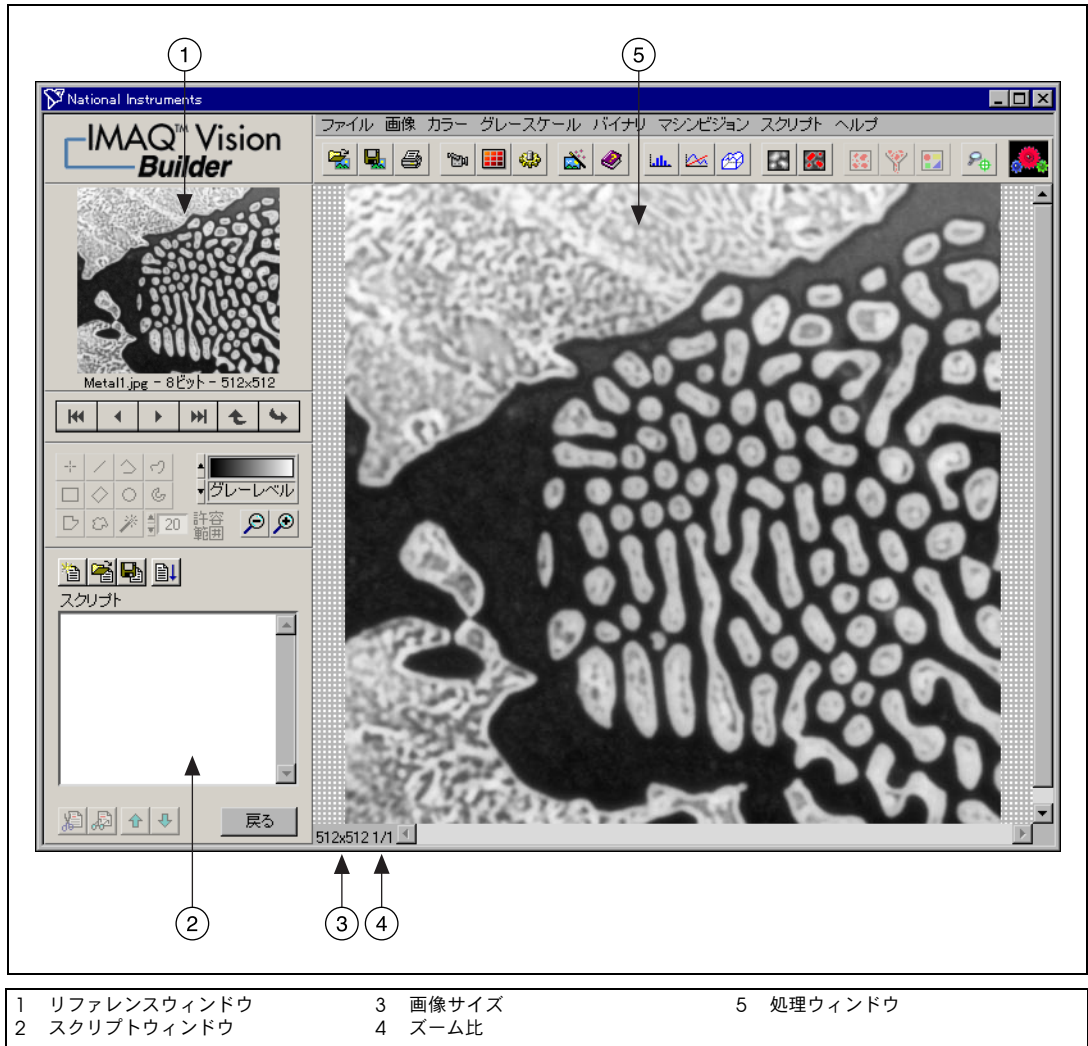 1
5
National Instruments
IMAQ™ Vision
Builder
ファイル 画像 カラー グレースケール バイナリ マシンビジョン スクリプト ヘルプ
Metal1.jpg - 8ビット - 512x512
グレーレベル
20 許容
範囲
スクリプト
戻る
512x512 1/1
2
3
4
1 リファレンスウィンドウ
2 スクリプトウィンドウ
3 画像サイズ
4 ズーム比
5 処理ウィンドウ